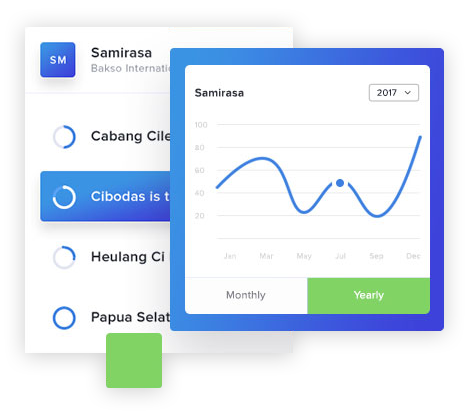 SM
Samirasa
Bakso Internatio
Cabang Cile
Cibodas is t
Heulang Ci
Papua Selat
Samirasa
2017
100
80
60
40
20
Jan Mar May Jul Sep Dec
Monthly
Yearly